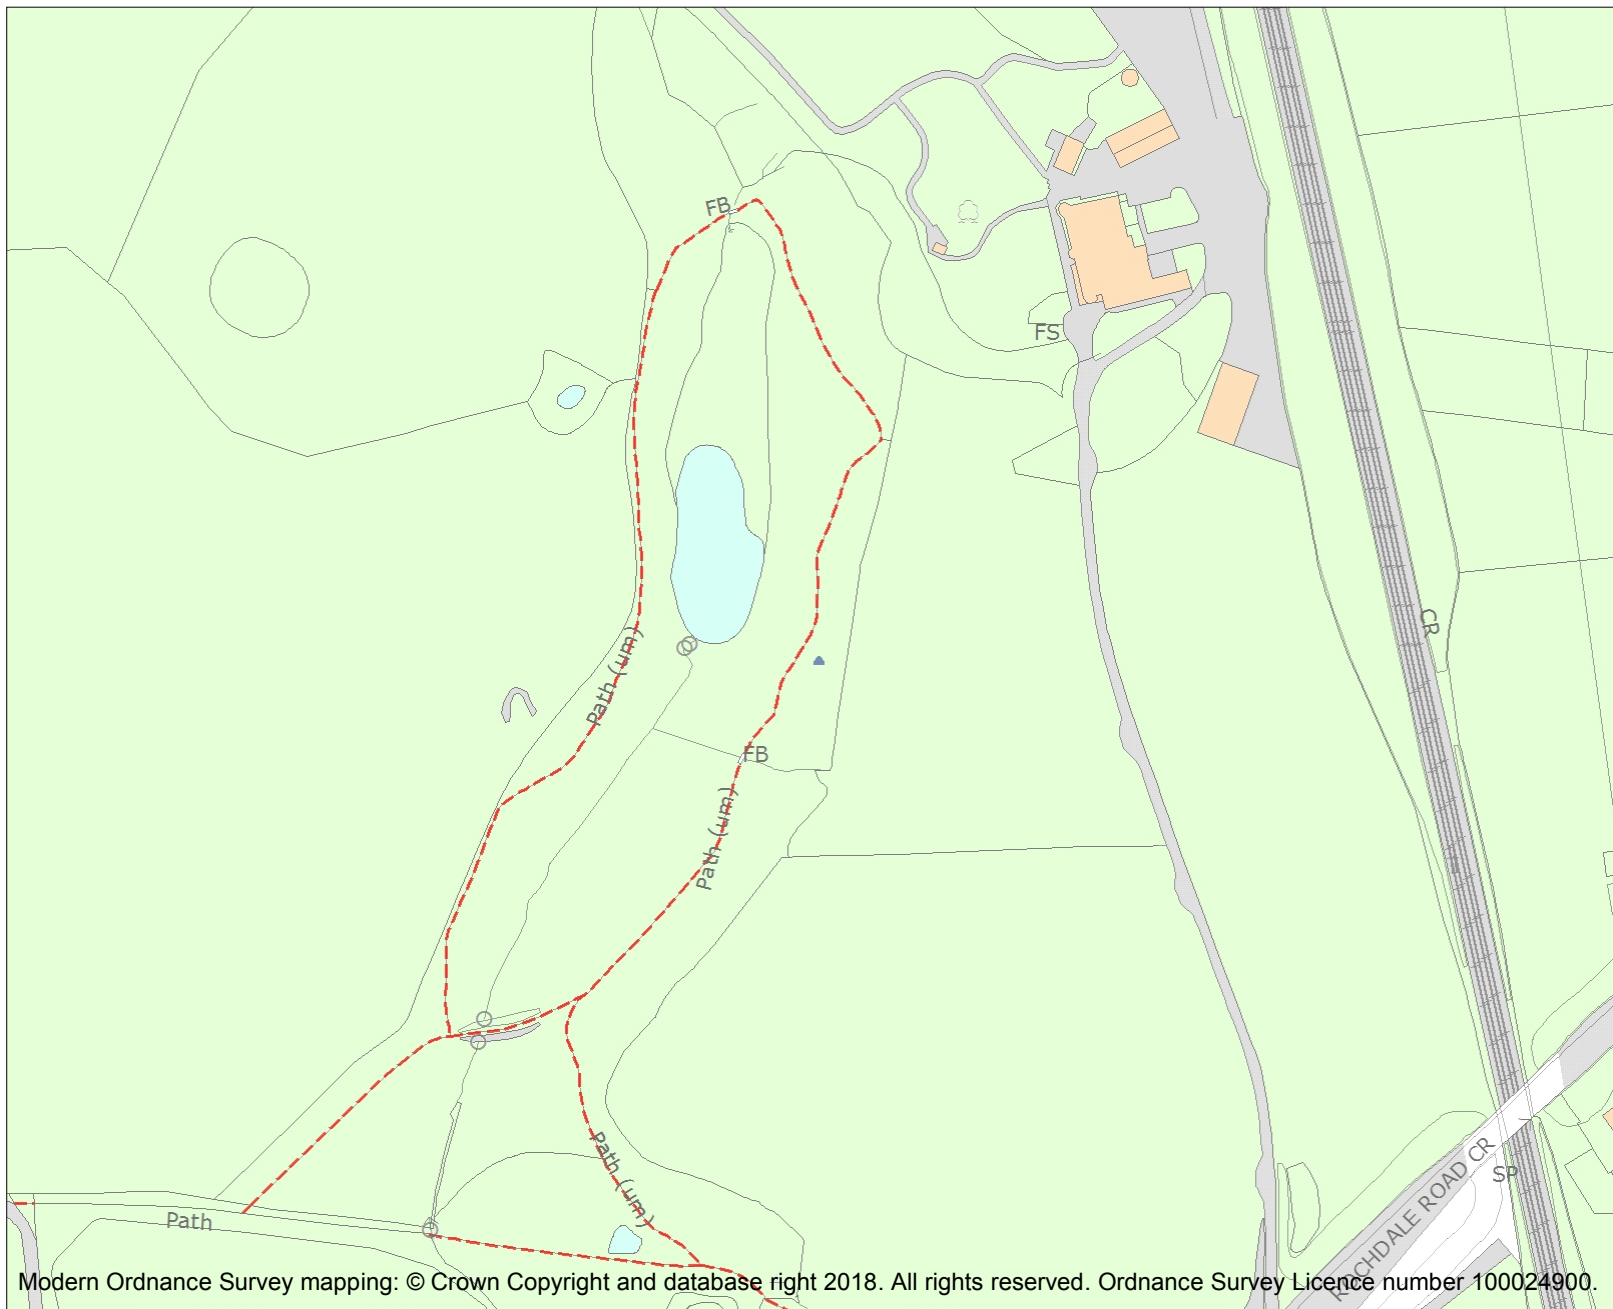 FB
FS
CR
Path (um)
FB
Path (um)
Path (um)
ROCHDALE ROAD CR
SP
Path
Modern Ordnance Survey mapping: © Crown Copyright and database right 2018. All rights reserved. Ordnance Survey Licence number 100024900.